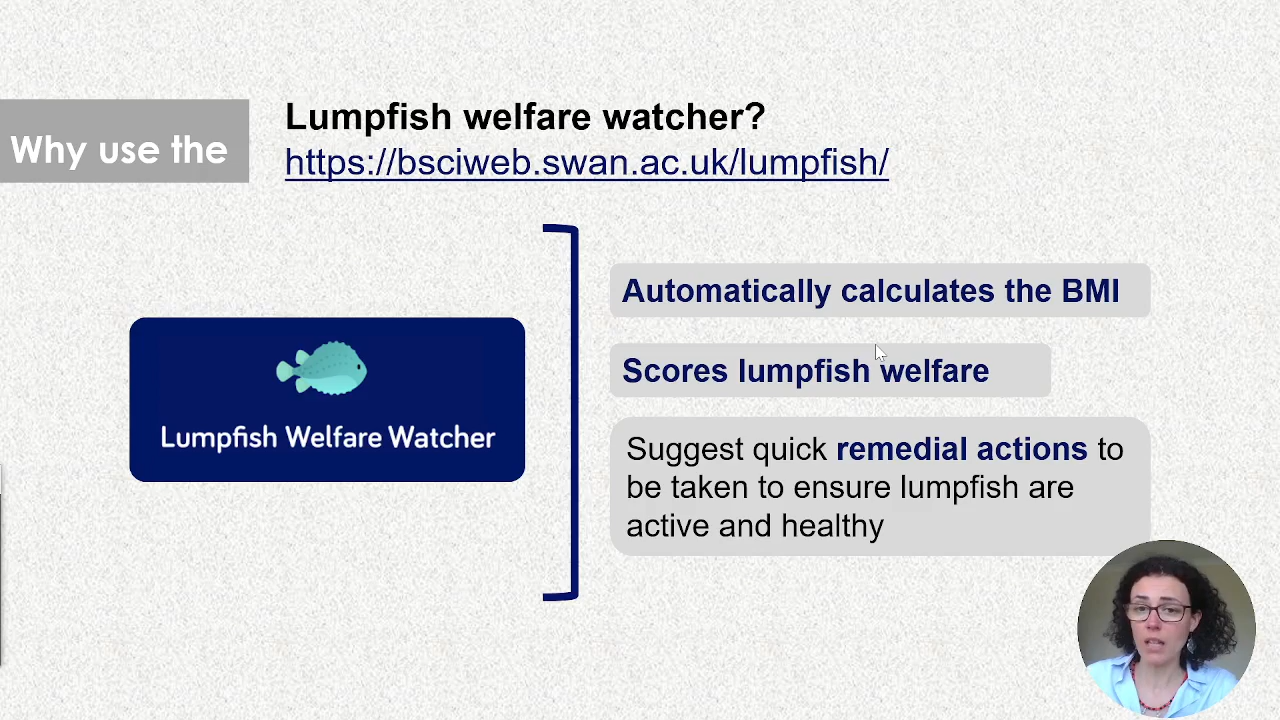 Why use the
Lumpfish welfare watcher?
https://bsciweb.swan.ac.uk/lumpfish/
Lumpfish Welfare Watcher
Automatically calculates the BMI
Scores lumpfish welfare
Suggest quick remedial actions to
be taken to ensure lumpfish are
active and healthy